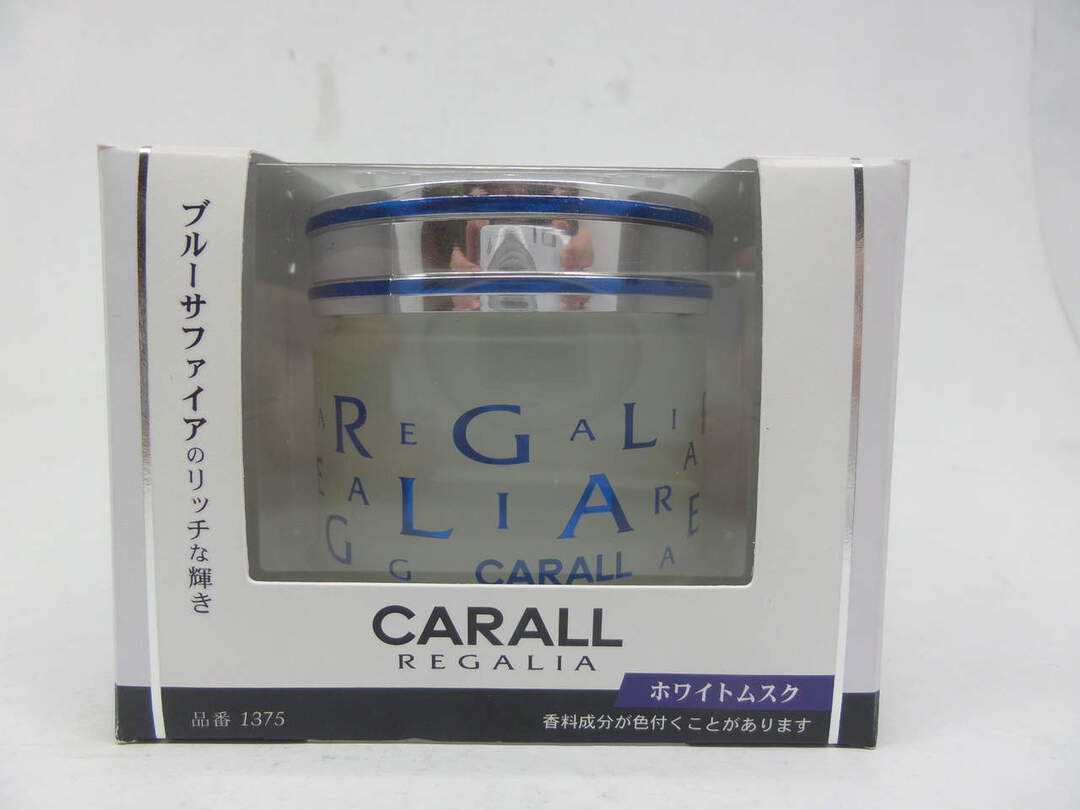 ブルーサファイアのリッチな輝き
A R E G A L I
E A L I A R E A
G G CARALL A
CARALL
REGALIA
ホワイトムスク
品番 1375
香料成分が色付くことがあります